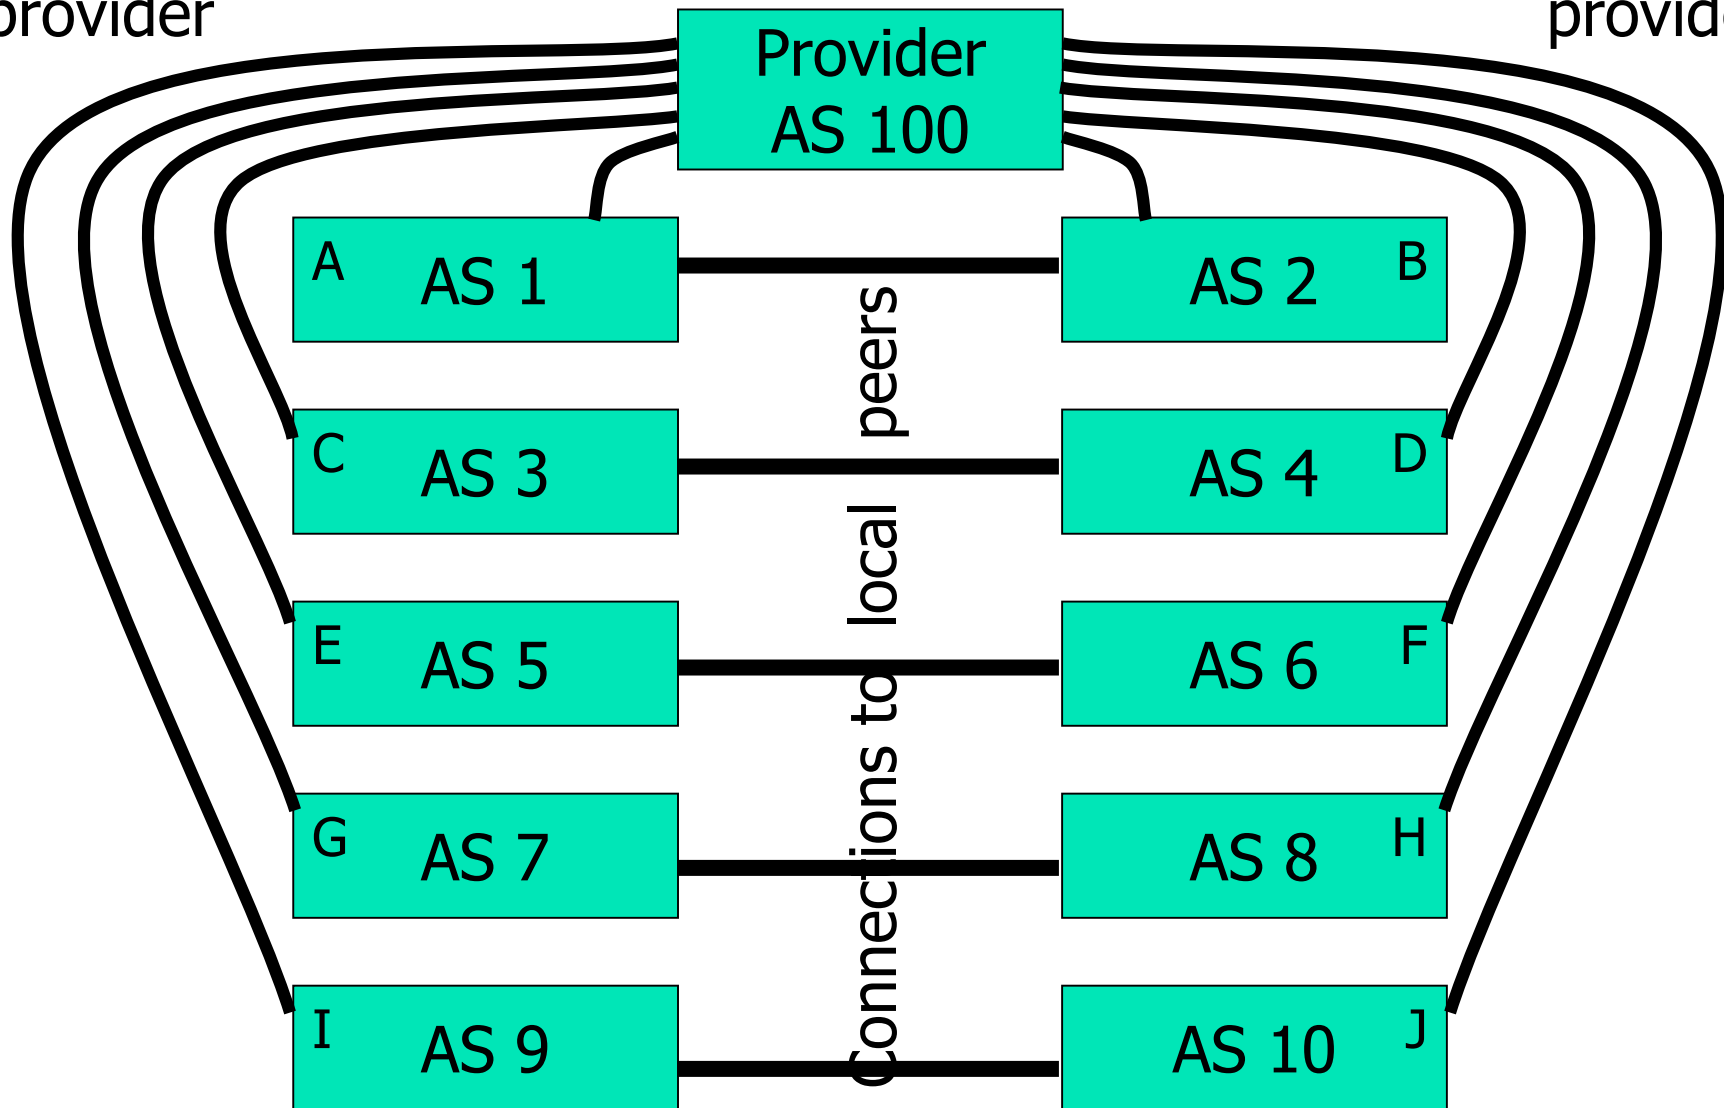 provider
Provider
AS 100
A
AS 1
AS 2
B
C
AS 3
AS 4
D
E
AS 5
AS 6
F
G
AS 7
AS 8
H
I
AS 9
AS 10
J
Connections to local peers